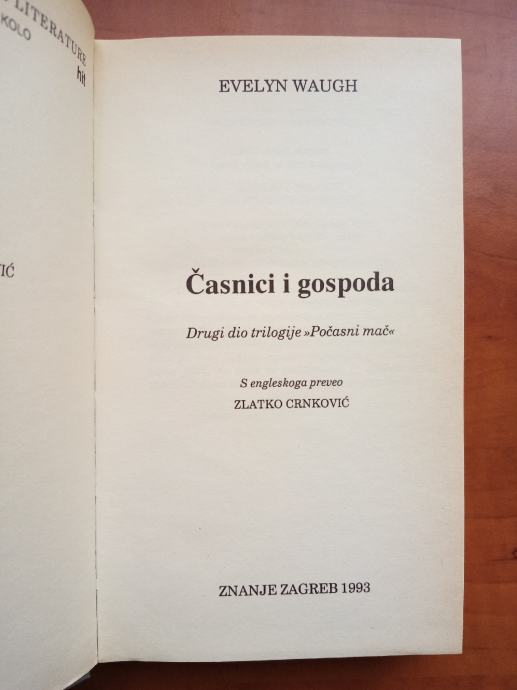 LITERATURE
KOLO
hit
EVELYN WAUGH
Časnici i gospoda
Drugi dio trilogije »Počasni mač«
S engleskoga preveo
ZLATKO CRNKOVIĆ
ZNANJE ZAGREB 1993